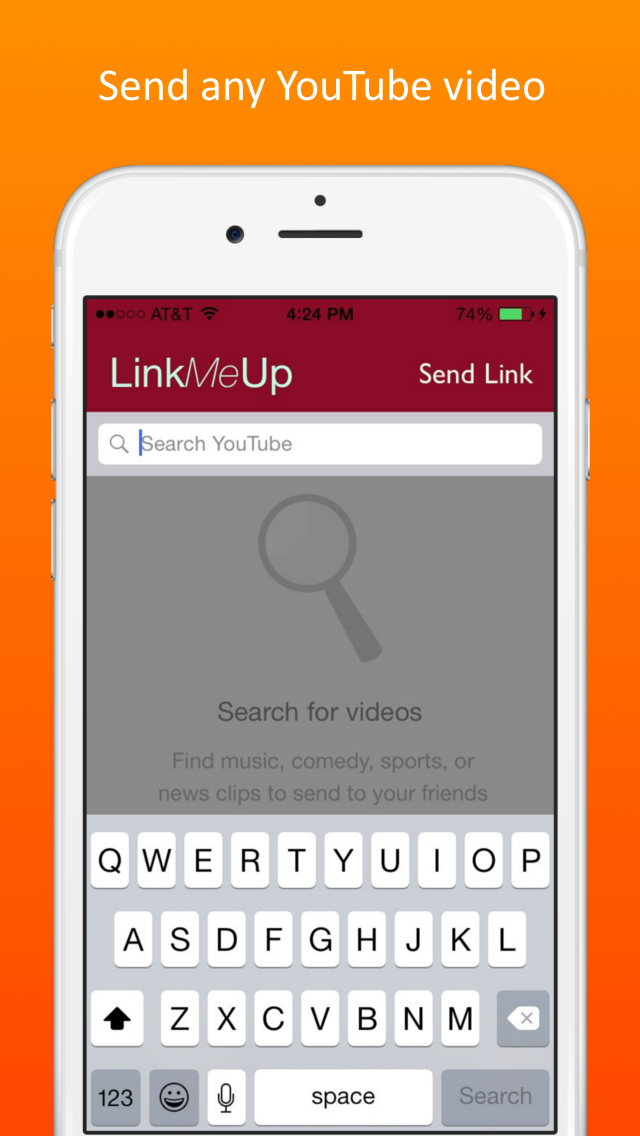 Send any YouTube video
AT&T 4:24 PM 74%
LinkMeUp Send Link
Search YouTube
Search for videos
Find music, comedy, sports, or
news clips to send to your friends
Q W E R T Y U I O P
A S D F G H J K L
Z X C V B N M
123 space Search